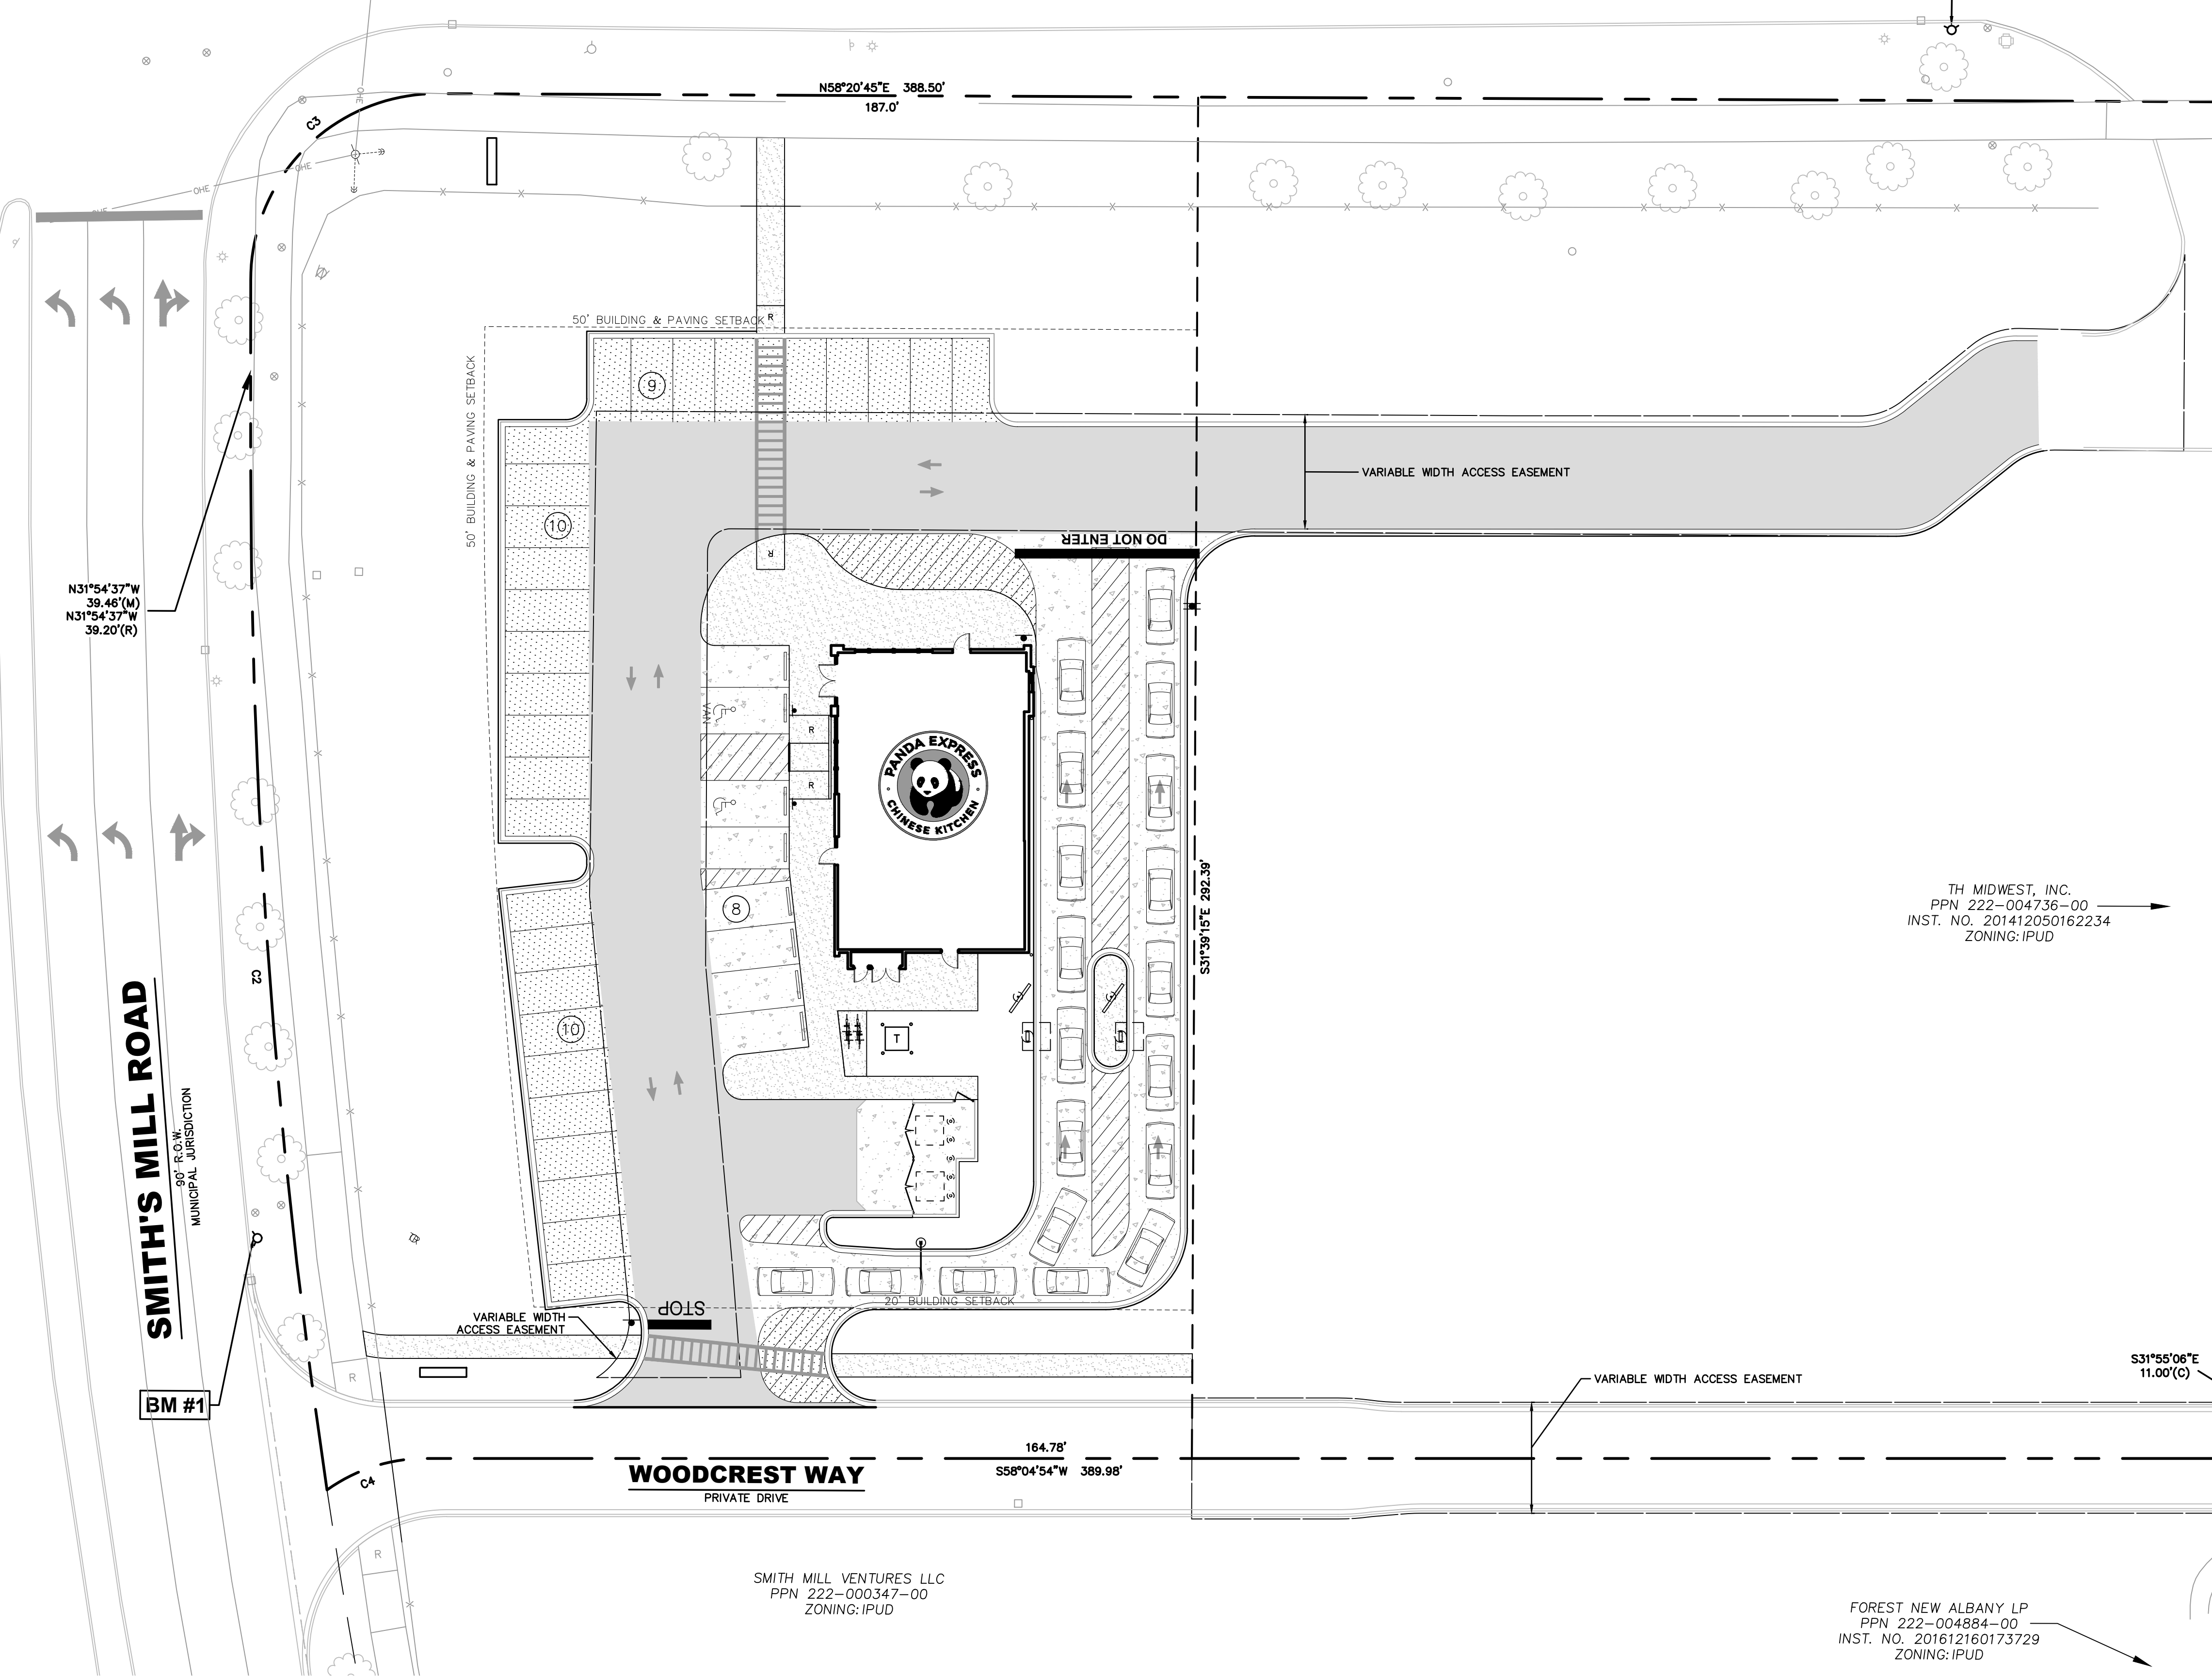 N58°20'45"E 388.50'
187.0'
C3
OHE
OHE
OHE
OHE
R
50' BUILDING & PAVING SETBACK
50' BUILDING & PAVING SETBACK
9
10
VARIABLE WIDTH ACCESS EASEMENT
DO NOT ENTER
R
N31°54'37"W
39.46'(M)
N31°54'37"W
39.20'(R)
VAN
R
R
PANDA EXPRESS
CHINESE KITCHEN
8
S31°39'15"E 292.39'
TH MIDWEST, INC.
PPN 222-004736-00
INST. NO. 201412050162234
ZONING: IPUD
C2
10
T
SMITH'S MILL ROAD
90' R.O.W.
MUNICIPAL JURISDICTION
STOP
20' BUILDING SETBACK
VARIABLE WIDTH
ACCESS EASEMENT
R
BM #1
S31°55'06"E
11.00'(C)
VARIABLE WIDTH ACCESS EASEMENT
164.78'
S58°04'54"W 389.98'
WOODCREST WAY
PRIVATE DRIVE
C4
R
SMITH MILL VENTURES LLC
PPN 222-000347-00
ZONING: IPUD
FOREST NEW ALBANY LP
PPN 222-004884-00
INST. NO. 201612160173729
ZONING: IPUD